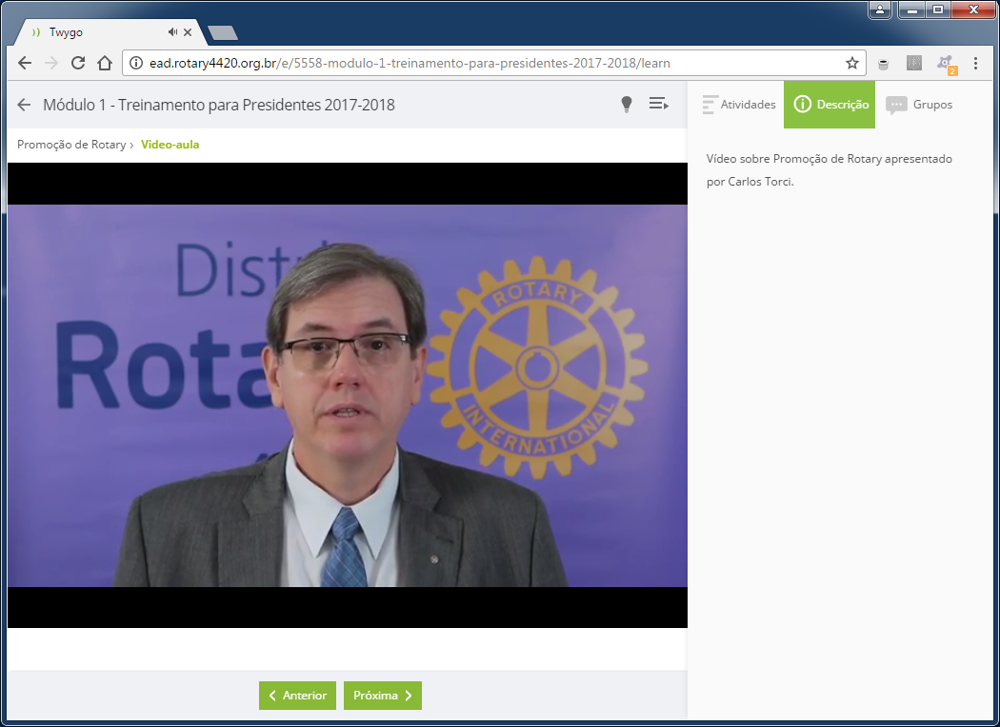 Twygo
ead.rotary4420.org.br/e/5558-modulo-1-treinamento-para-presidentes-2017-2018/learn
2
Módulo 1 - Treinamento para Presidentes 2017-2018
Atividades
Descrição
Grupos
Promoção de Rotary › Video-aula
Vídeo sobre Promoção de Rotary apresentado
por Carlos Torci.
Distri
Rota
ROTARY
INTERNATIONAL
Anterior
Próxima